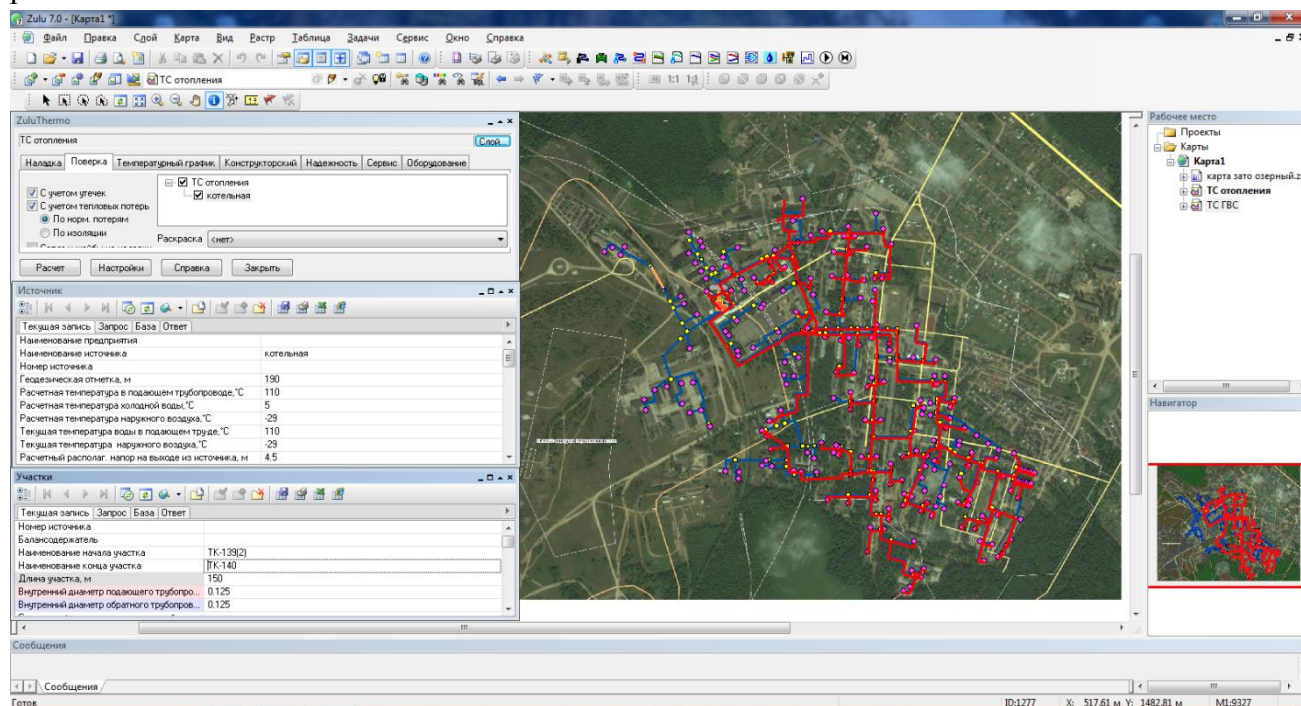 Zulu 7.0 - [Карта1 *]
Файл Правка Слой Карта Вид Растр Таблица Задачи Сервис Окно Справка
ТС отопления
1:1
ZuluThermo
ТС отопления
Слой...
Наладка Поверка Температурный график Конструкторский Надежность Сервис Оборудование
С учетом утечек
С учетом тепловых потерь
По норм. потерям
По изоляции
ТС отопления
котельная
Раскраска <нет>
Расчет Настройки Справка Закрыть
Источник
Текущая запись Запрос База Ответ
Наименование предприятия
Наименование источника котельная
Номер источника
Геодезическая отметка, м 190
Расчетная температура в подающем трубопроводе,°C 110
Расчетная температура холодной воды,°C 5
Расчетная температура наружного воздуха,°C -29
Текущая температура воды в подающем тру-де,°C 110
Текущая температура наружного воздуха,°C -29
Расчетный располаг. напор на выходе из источника, м 4.5
Участки
Текущая запись Запрос База Ответ
Номер источника
Балансодержатель
Наименование начала участка ТК-139(2)
Наименование конца участка ТК-140
Длина участка, м 150
Внутренний диаметр подающего трубопро... 0.125
Внутренний диаметр обратного трубопров... 0.125
Рабочее место
Проекты
Карты
Карта1
карта зато озерный.z
ТС отопления
ТС ГВС
Навигатор
Сообщения
Сообщения
Готов
ID:1277 X: 517.61 м Y: 1482.81 м М1:9327